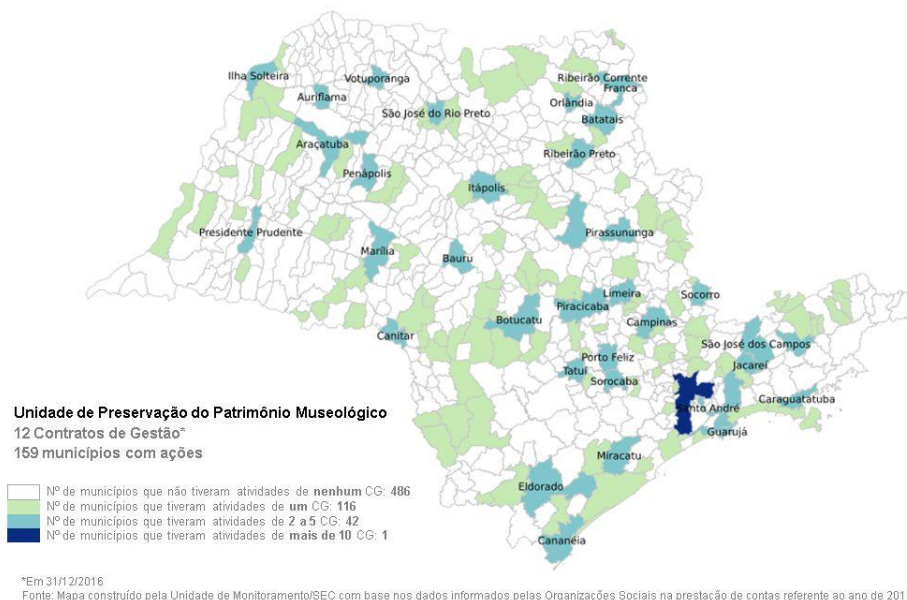 Ilha Solteira
Votuporanga
Auriflama
São José do Rio Preto
Ribeirão Corrente
Franca
Orlândia
Batatais
Araçatuba
Penápolis
Ribeirão Preto
Itápolis
Presidente Prudente
Marília
Bauru
Pirassununga
Canitar
Botucatu
Piracicaba
Limeira
Campinas
Socorro
São José dos Campos
Jacareí
Porto Feliz
Tatuí
Sorocaba
Caraguatatuba
Santo André
Guarujá
Miracatu
Eldorado
Cananéia
Unidade de Preservação do Patrimônio Museológico
12 Contratos de Gestão*
159 municípios com ações
Nº de municípios que não tiveram atividades de nenhum CG: 486
Nº de municípios que tiveram atividades de um CG: 116
Nº de municípios que tiveram atividades de 2 a 5 CG: 42
Nº de municípios que tiveram atividades de mais de 10 CG: 1
*Em 31/12/2016
Fonte: Mapa construído pela Unidade de Monitoramento/SEC com base nos dados informados pelas Organizações Sociais na prestação de contas referente ao ano de 201